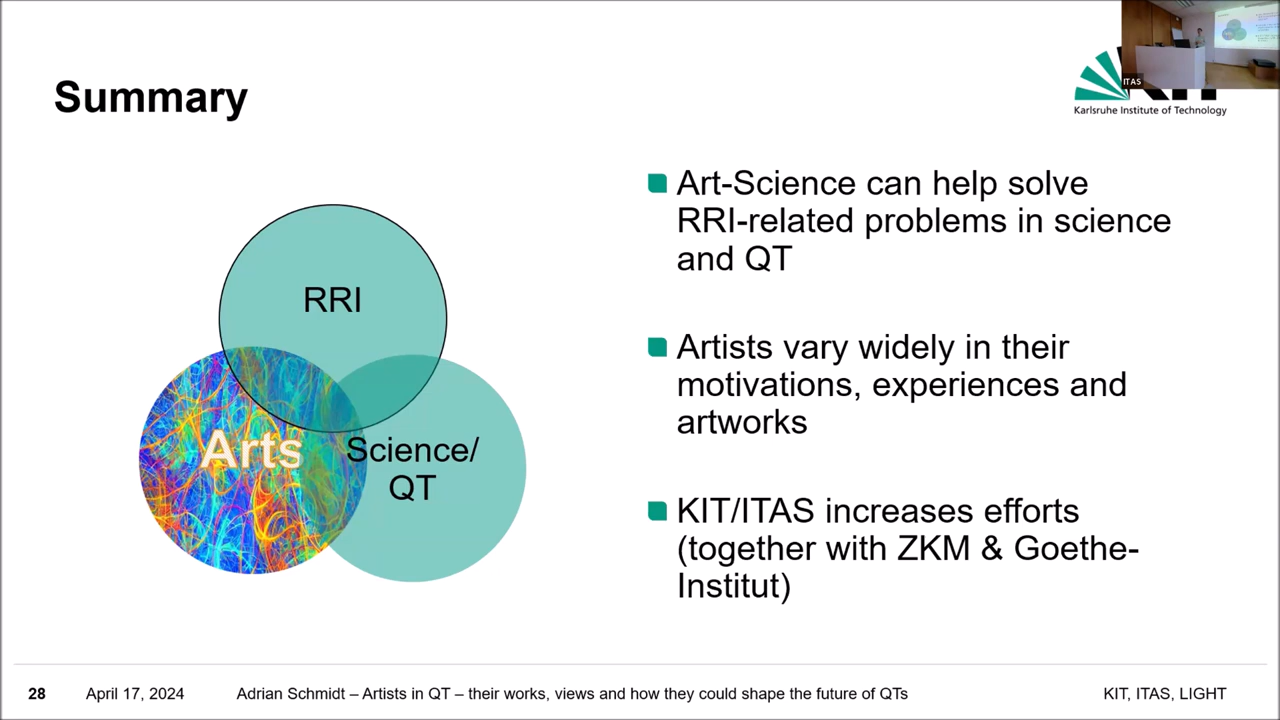 Summary
ITAS
Karlsruhe Institute of Technology
RRI
Arts
Science/
QT
Art-Science can help solve
RRI-related problems in science
and QT
Artists vary widely in their
motivations, experiences and
artworks
KIT/ITAS increases efforts
(together with ZKM & Goethe-
Institut)
28 April 17, 2024 Adrian Schmidt – Artists in QT – their works, views and how they could shape the future of QTs KIT, ITAS, LIGHT